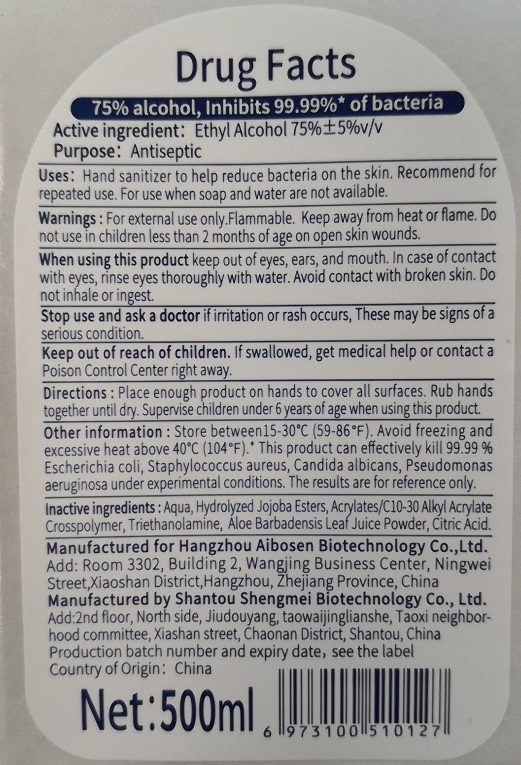 Drug Facts
75% alcohol, Inhibits 99.99%* of bacteria
Active ingredient: Ethyl Alcohol 75%±5%v/v
Purpose: Antiseptic
Uses: Hand sanitizer to help reduce bacteria on the skin. Recommend for
repeated use. For use when soap and water are not available.
Warnings : For external use only.Flammable. Keep away from heat or flame. Do
not use in children less than 2 months of age on open skin wounds.
When using this product keep out of eyes, ears, and mouth. In case of contact
with eyes, rinse eyes thoroughly with water. Avoid contact with broken skin. Do
not inhale or ingest.
Stop use and ask a doctor if irritation or rash occurs, These may be signs of a
serious condition.
Keep out of reach of children. If swallowed, get medical help or contact a
Poison Control Center right away.
Directions : Place enough product on hands to cover all surfaces. Rub hands
together until dry. Supervise children under 6 years of age when using this product.
Other information : Store between15-30°C (59-86°F). Avoid freezing and
excessive heat above 40°C (104°F).* This product can effectively kill 99.99 %
Escherichia coli, Staphylococcus aureus, Candida albicans, Pseudomonas
aeruginosa under experimental conditions. The results are for reference only.
Inactive ingredients : Aqua, Hydrolyzed Jojoba Esters, Acrylates/C10-30 Alkyl Acrylate
Crosspolymer, Triethanolamine, Aloe Barbadensis Leaf Juice Powder, Citric Acid.
Manufactured for Hangzhou Aibosen Biotechnology Co.,Ltd.
Add: Room 3302, Building 2, Wangjing Business Center, Ningwei
Street,Xiaoshan District,Hangzhou, Zhejiang Province, China
Manufactured by Shantou Shengmei Biotechnology Co., Ltd.
Add:2nd floor, North side, Jiudouyang, taowaijinglianshe, Taoxi neighbor-
hood committee, Xiashan street, Chaonan District, Shantou, China
Production batch number and expiry date, see the label
Country of Origin: China
Net:500ml
6 973100 510127